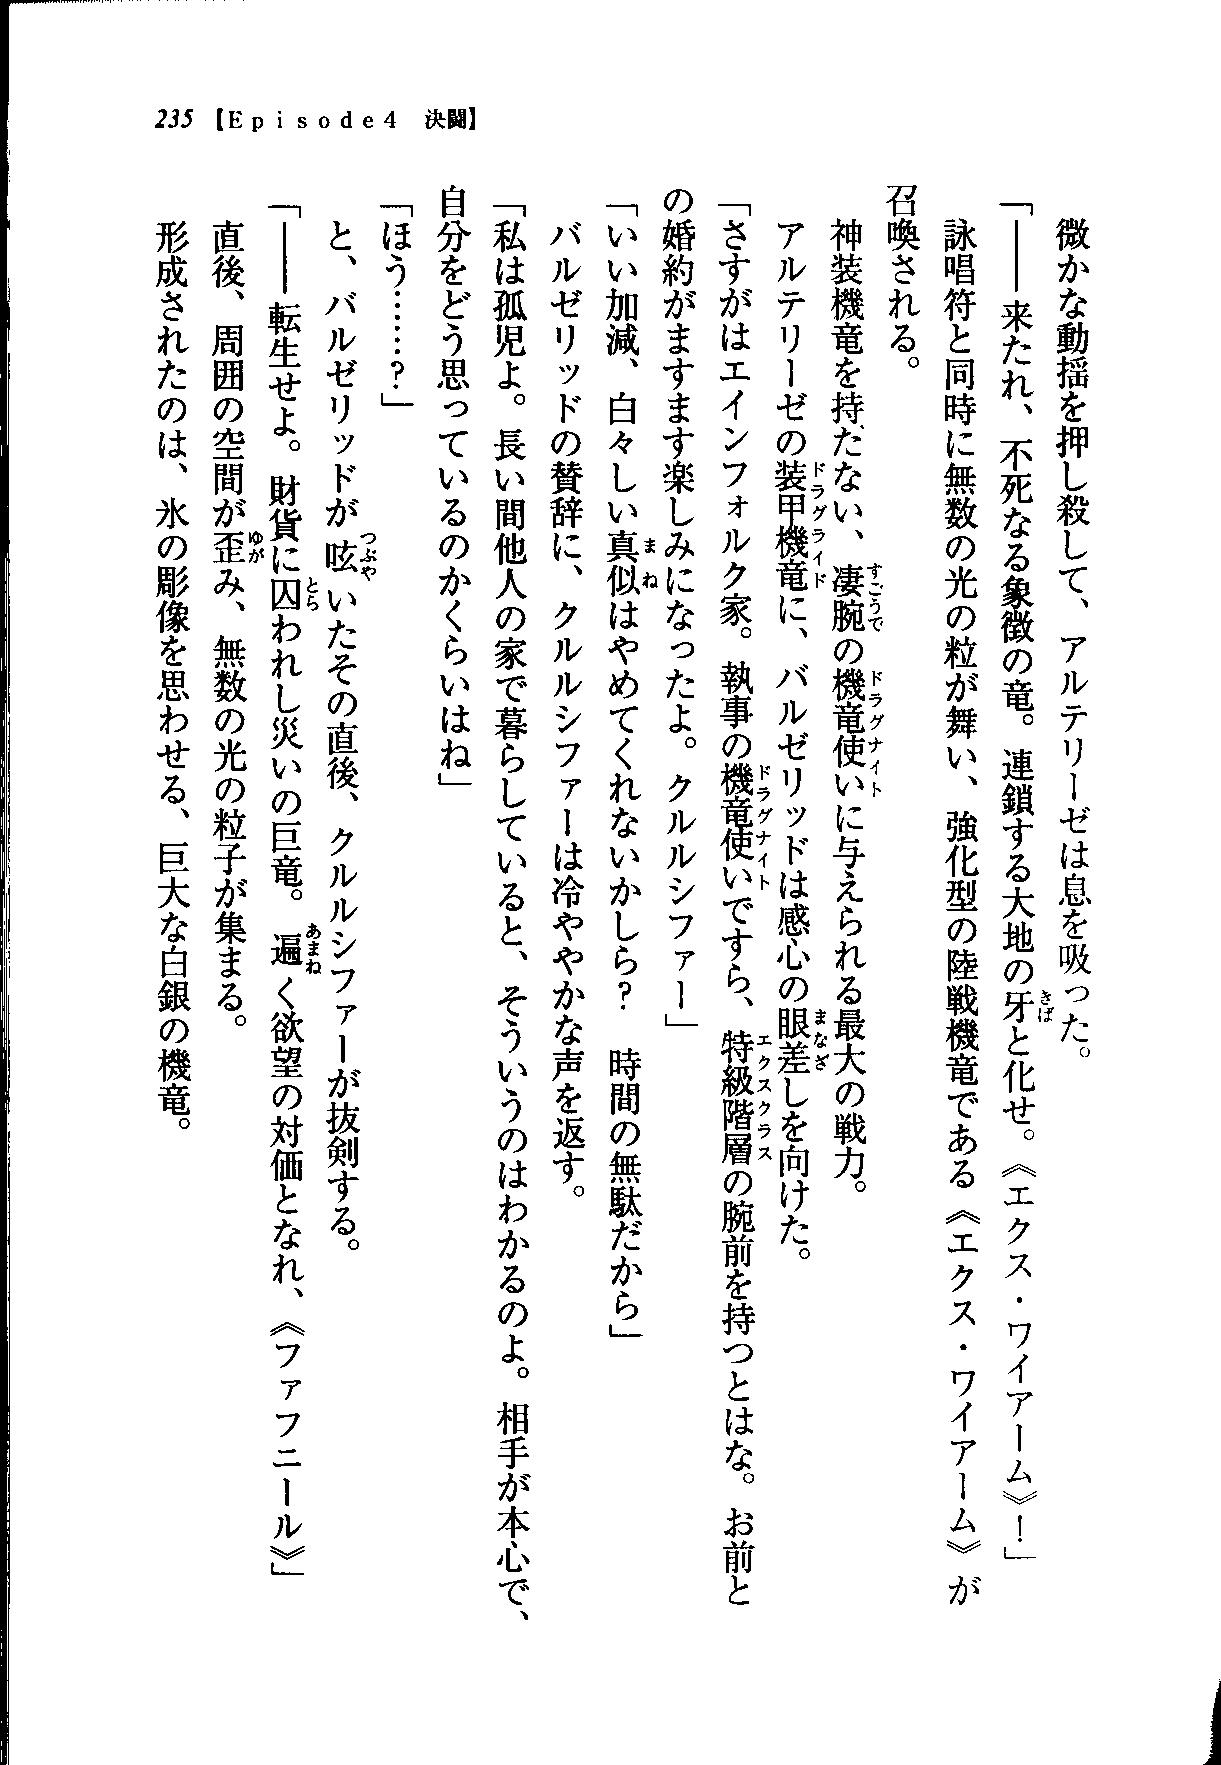 235 【Episode4　決闘】
　微かな動揺を押し殺して、アルテリーゼは息を吸った。
「――来たれ、不死なる象徴の竜。連鎖する大地の牙と化せ。《エクス・ワイアーム》！」
　詠唱符と同時に無数の光の粒が舞い、強化型の陸戦機竜である《エクス・ワイアーム》が
召喚される。
　神装機竜を持たない、凄腕の機竜使いに与えられる最大の戦力。
　アルテリーゼの装甲機竜に、バルゼリッドは感心の眼差しを向けた。
「さすがはエインフォルク家。執事の機竜使いですら、特級階層の腕前を持つとはな。お前と
の婚約がますます楽しみになったよ。クルルシファー」
「いい加減、白々しい真似はやめてくれないかしら？　時間の無駄だから」
　バルゼリッドの賛辞に、クルルシファーは冷ややかな声を返す。
「私は孤児よ。長い間他人の家で暮らしていると、そういうのはわかるのよ。相手が本心で、
自分をどう思っているのかくらいはね」
「ほう……？」
　と、バルゼリッドが呟いたその直後、クルルシファーが抜剣する。
「――転生せよ。財貨に囚われし災いの巨竜。遍く欲望の対価となれ、《ファフニール》」
　直後、周囲の空間が歪み、無数の光の粒子が集まる。
　形成されたのは、氷の彫像を思わせる、巨大な白銀の機竜。